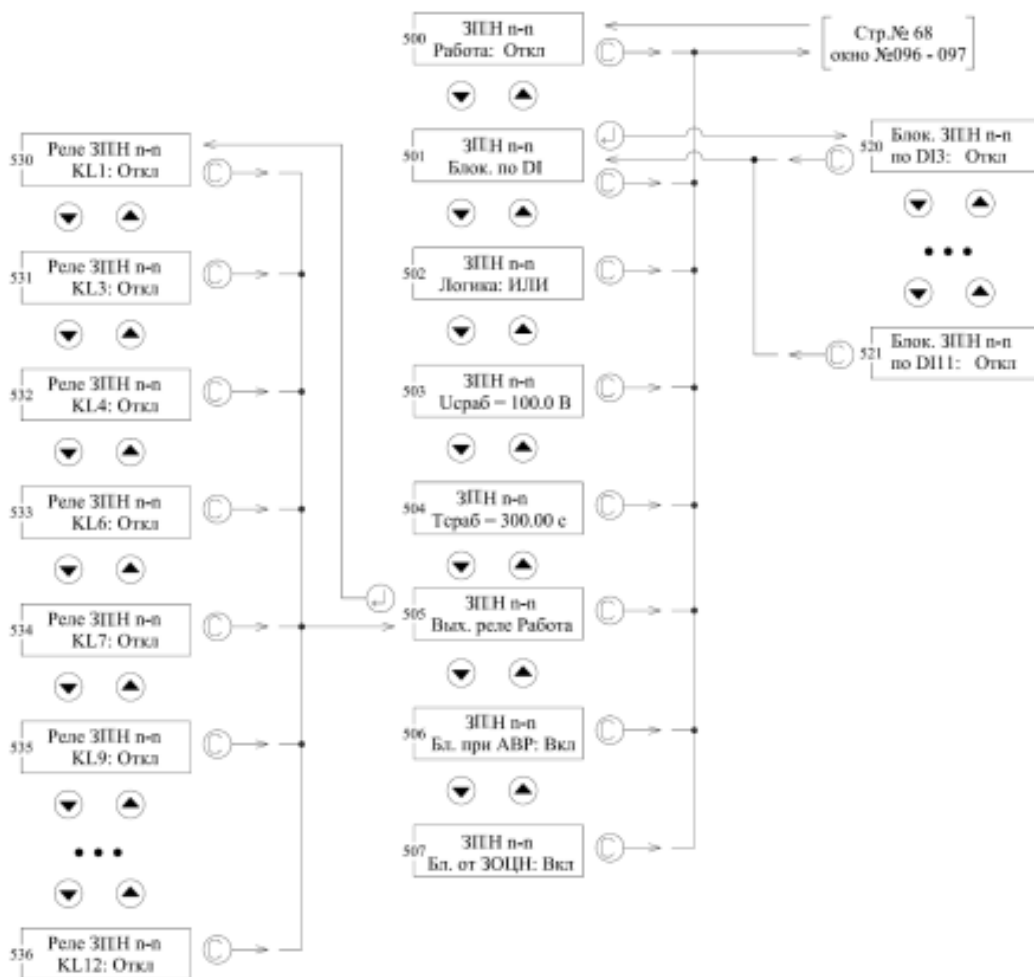 500
ЗПН п-п
Работа: Откл
С
Стр.№ 68
окно №096 - 097
501
ЗПН п-п
Блок. по DI
С
520
Блок. ЗПН п-п
по DI3: Откл
С
521
Блок. ЗПН п-п
по DI11: Откл
С
502
ЗПН п-п
Логика: ИЛИ
С
503
ЗПН п-п
Uсраб = 100.0 В
С
504
ЗПН п-п
Тсраб = 300.00 с
С
505
ЗПН п-п
Вых. реле Работа
С
506
ЗПН п-п
Бл. при АВР: Вкл
С
507
ЗПН п-п
Бл. от ЗОЦН: Вкл
С
530
Реле ЗПН п-п
KL1: Откл
С
531
Реле ЗПН п-п
KL3: Откл
С
532
Реле ЗПН п-п
KL4: Откл
С
533
Реле ЗПН п-п
KL6: Откл
С
534
Реле ЗПН п-п
KL7: Откл
С
535
Реле ЗПН п-п
KL9: Откл
С
536
Реле ЗПН п-п
KL12: Откл
С